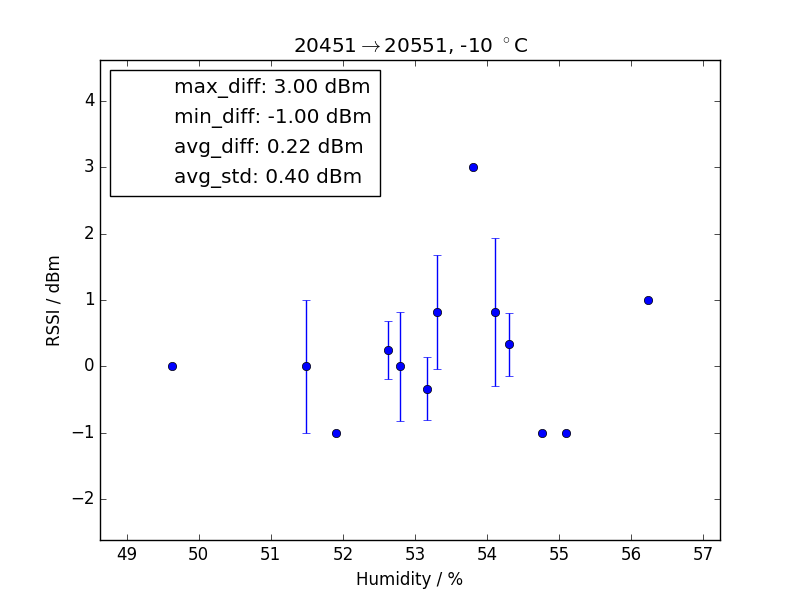 20451→20551, -10 °C
max_diff: 3.00 dBm
min_diff: -1.00 dBm
avg_diff: 0.22 dBm
avg_std: 0.40 dBm
RSSI / dBm
4
3
2
1
0
−1
−2
49 50 51 52 53 54 55 56 57
Humidity / %